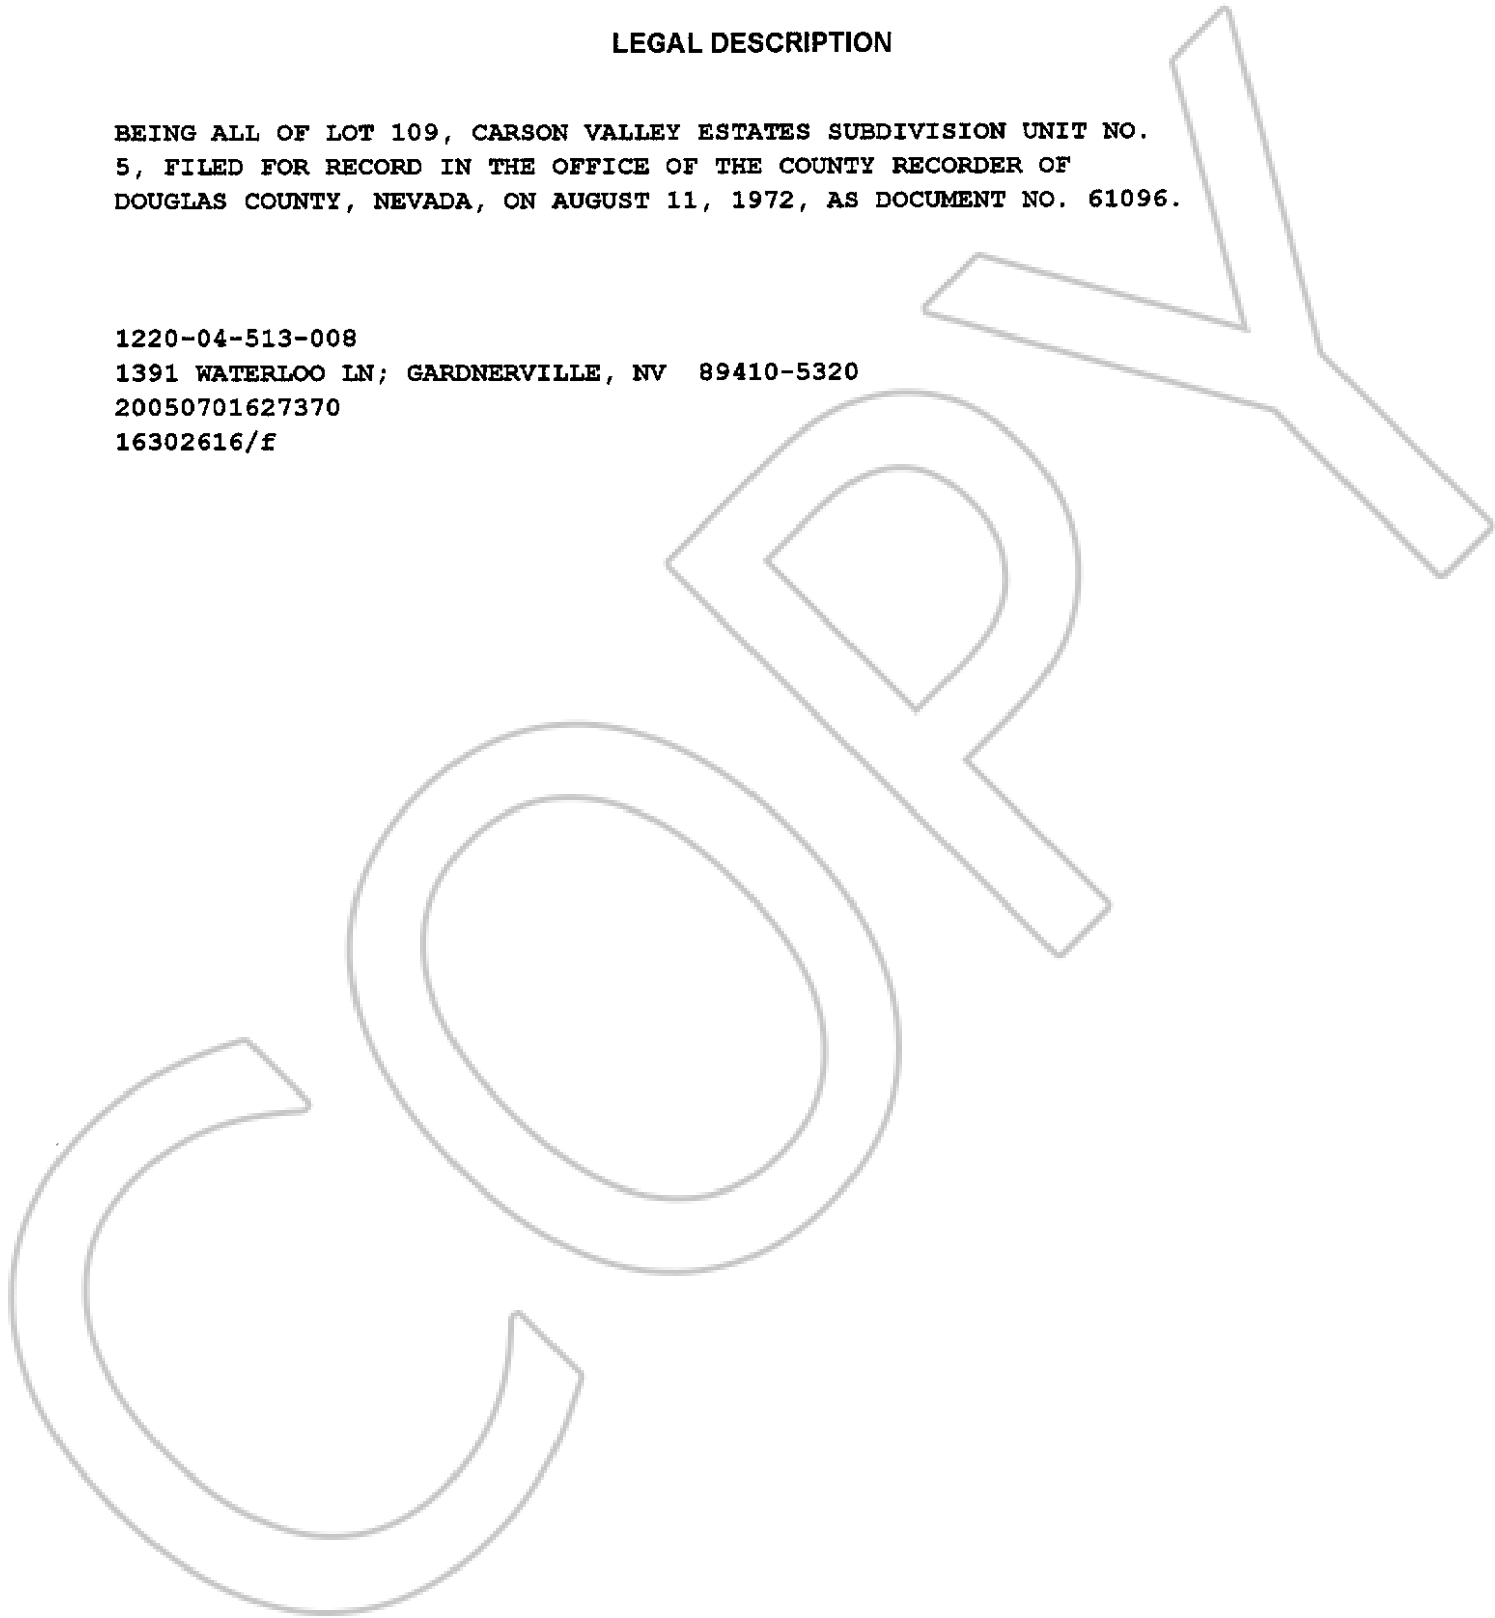 LEGAL DESCRIPTION
BEING ALL OF LOT 109, CARSON VALLEY ESTATES SUBDIVISION UNIT NO.
5, FILED FOR RECORD IN THE OFFICE OF THE COUNTY RECORDER OF
DOUGLAS COUNTY, NEVADA, ON AUGUST 11, 1972, AS DOCUMENT NO. 61096.
1220-04-513-008
1391 WATERLOO LN; GARDNERVILLE, NV  89410-5320
20050701627370
16302616/f
COPY